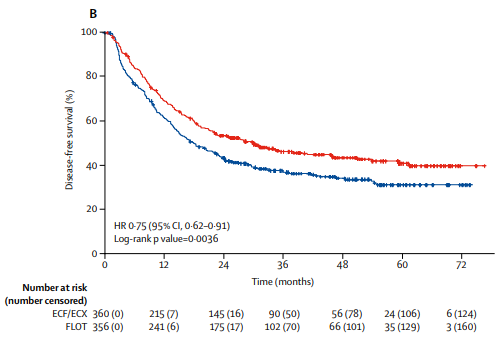 B
100
80
60
40
20
0
Disease-free survival (%)
HR 0·75 (95% CI, 0·62–0·91)
Log-rank p value=0·0036
0 12 24 36 48 60 72
Time (months)
Number at risk
(number censored)
ECF/ECX 360 (0) 215 (7) 145 (16) 90 (50) 56 (78) 24 (106) 6 (124)
FLOT 356 (0) 241 (6) 175 (17) 102 (70) 66 (101) 35 (129) 3 (160)